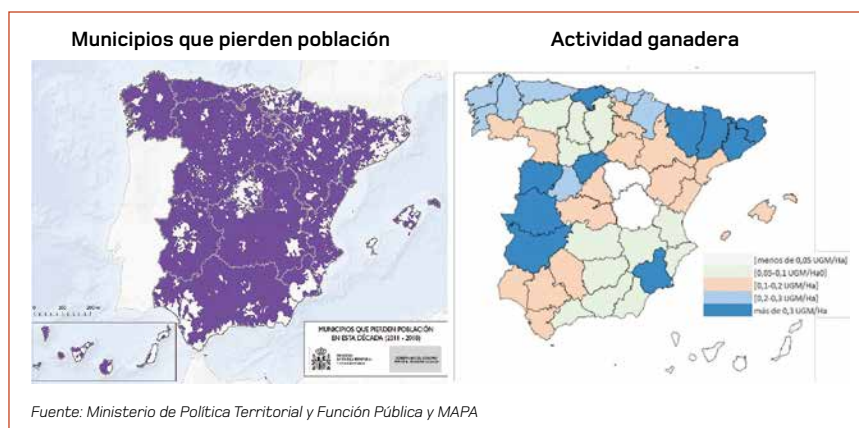 Municipios que pierden población
Actividad ganadera
MUNICIPIOS QUE PIERDEN POBLACIÓN
EN ESTA DÉCADA (2011 - 2018)
[menos de 0,05 UGM/Ha]
[0,05-0,1 UGM/Ha0]
[0,1-0,2 UGM/Ha]
[0,2-0,3 UGM/Ha]
más de 0,3 UGM/Ha
Fuente: Ministerio de Política Territorial y Función Pública y MAPA